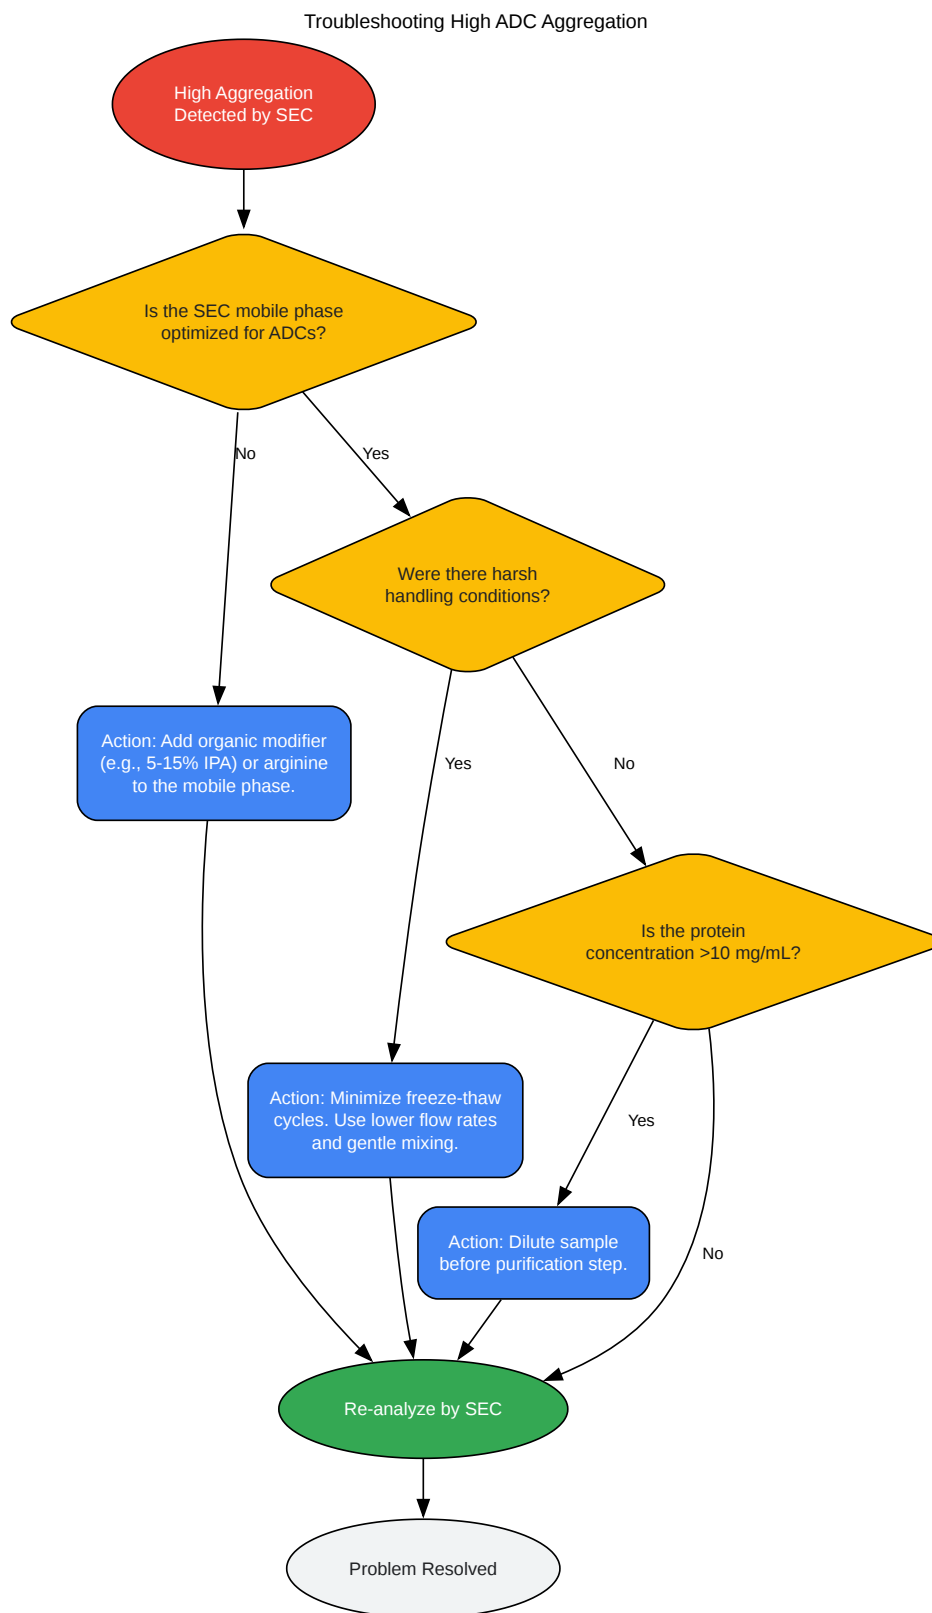 Troubleshooting High ADC Aggregation
High Aggregation
Detected by SEC
Is the SEC mobile phase
optimized for ADCs?
No
Yes
Were there harsh
handling conditions?
Action: Add organic modifier
(e.g., 5-15% IPA) or arginine
to the mobile phase.
Yes
No
Is the protein
concentration >10 mg/mL?
Action: Minimize freeze-thaw
cycles. Use lower flow rates
and gentle mixing.
Yes
Action: Dilute sample
before purification step.
No
Re-analyze by SEC
Problem Resolved